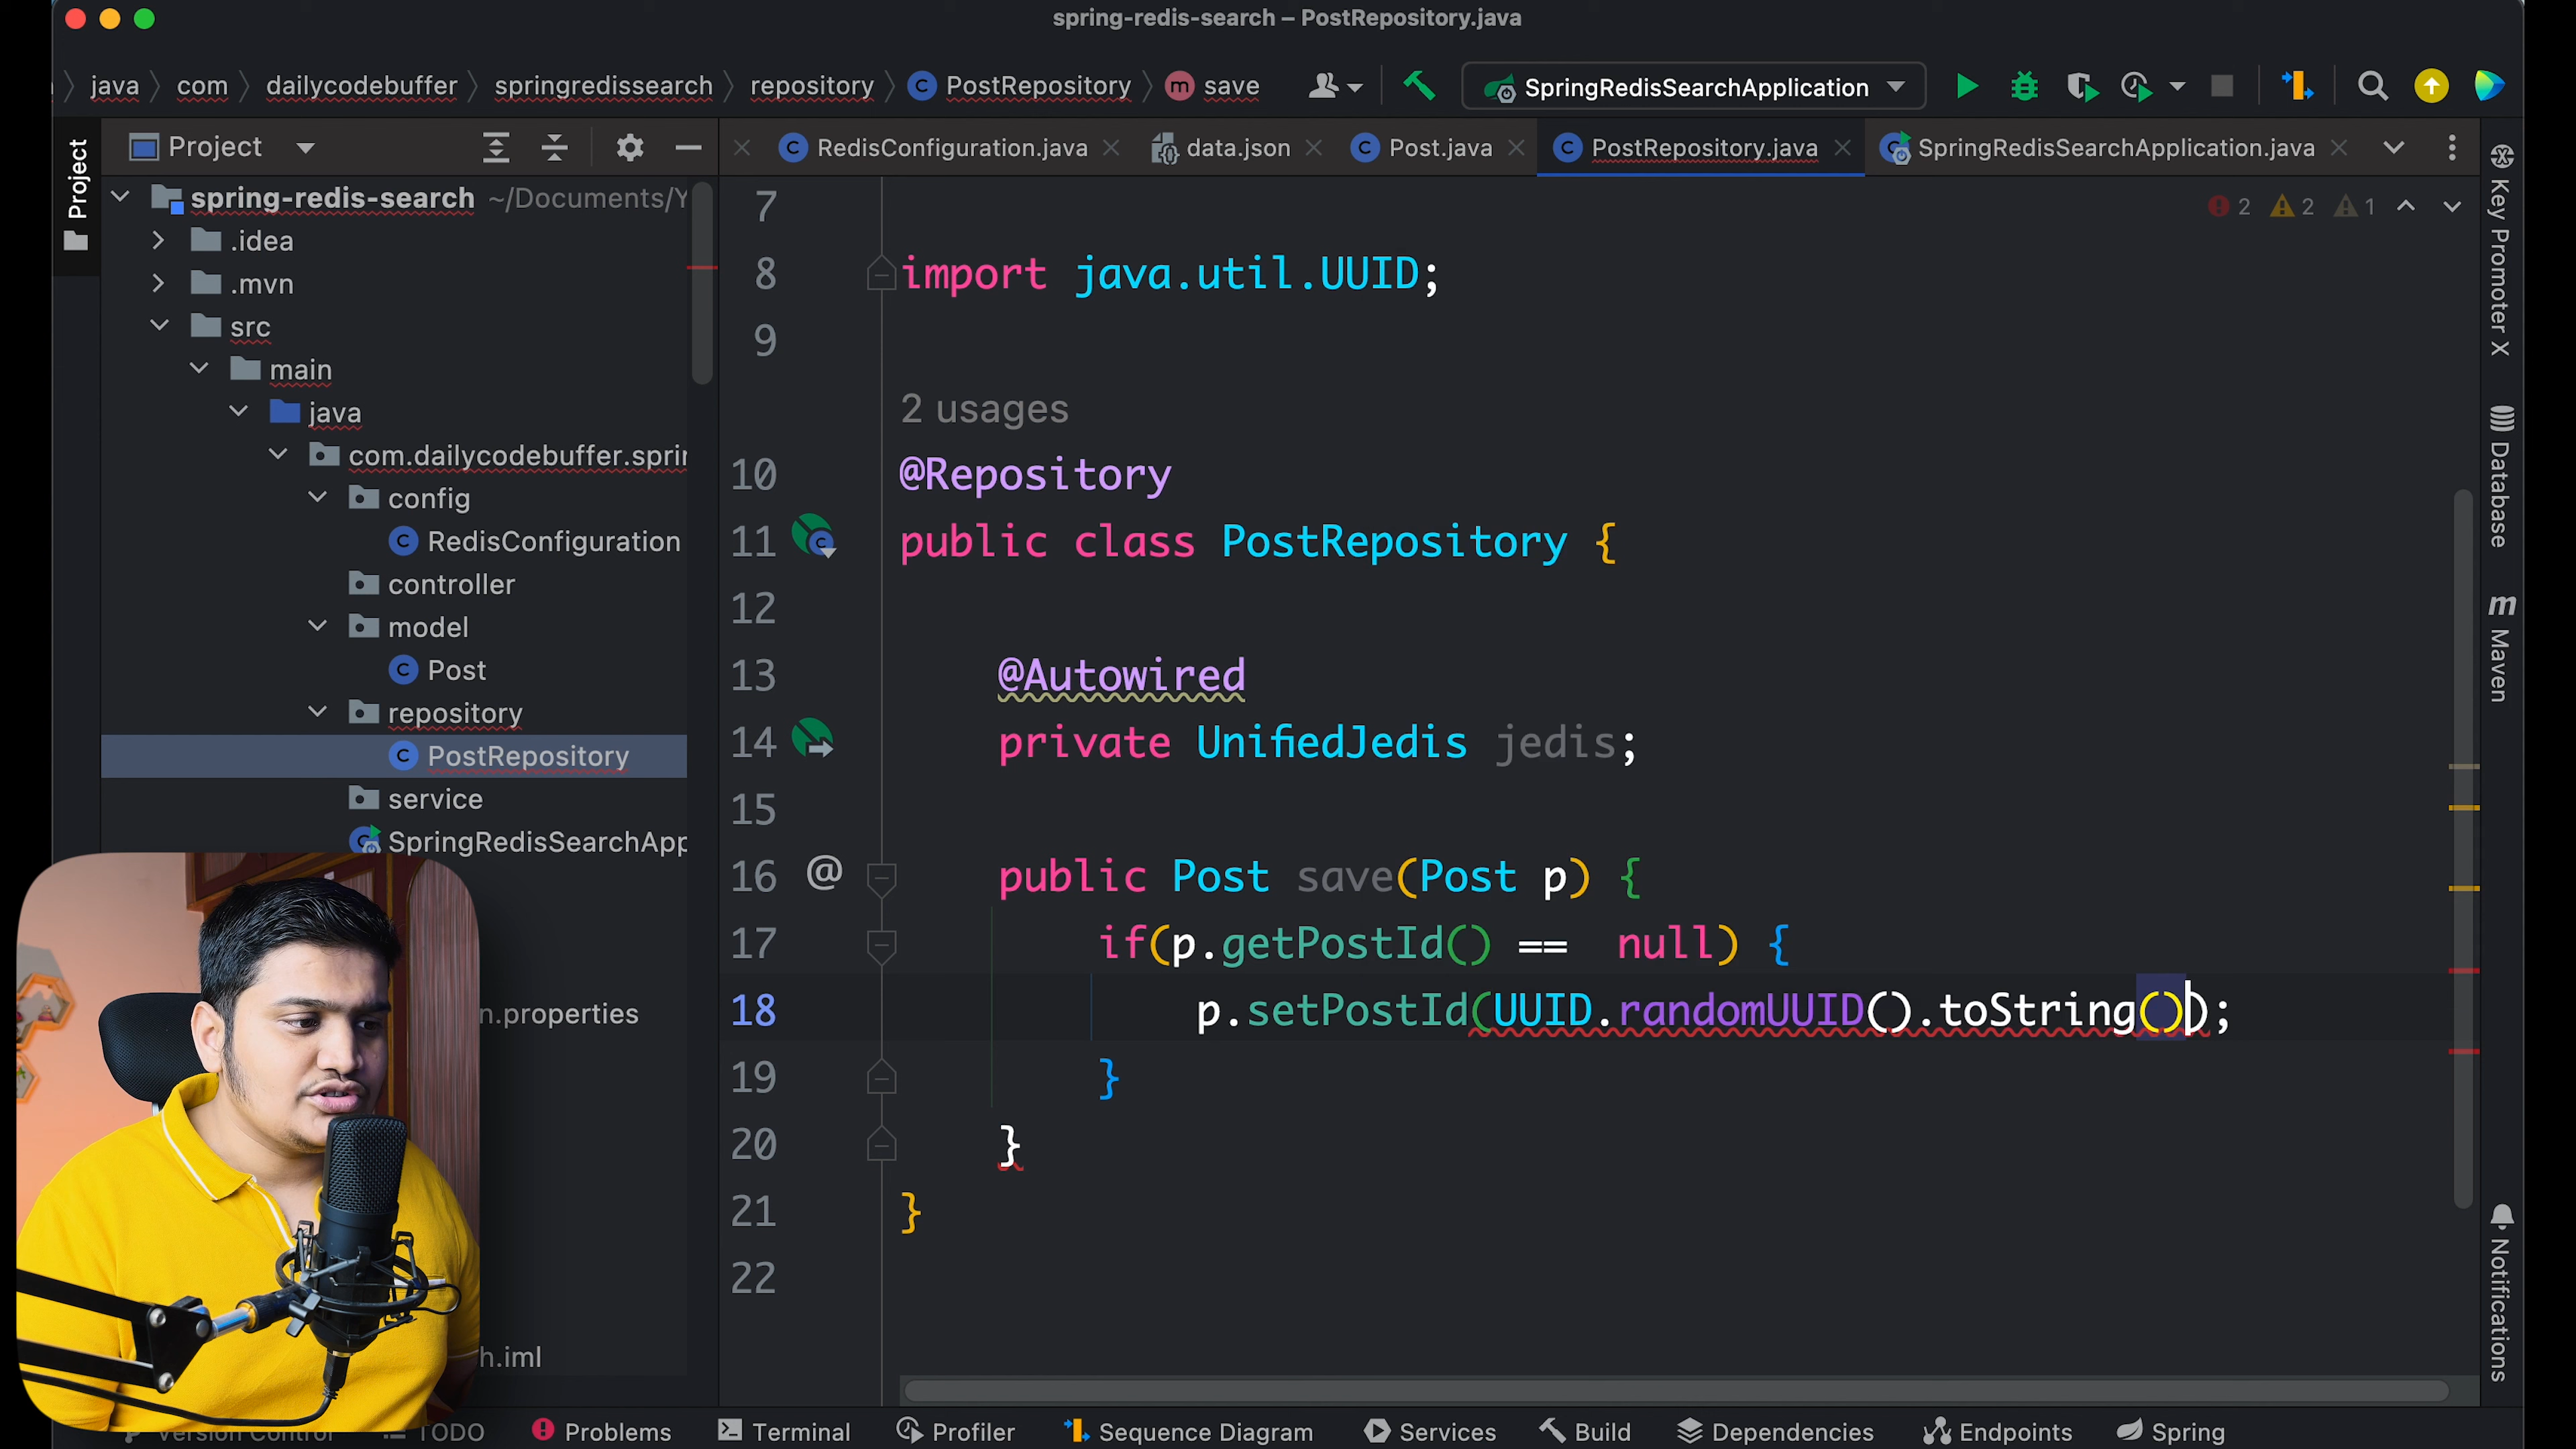 spring-redis-search – PostRepository.java
java com dailycodebuffer springredissearch repository PostRepository save SpringRedisSearchApplication
Project
RedisConfiguration.java data.json Post.java PostRepository.java SpringRedisSearchApplication.java
Project
Key Promoter X
Database
Maven
Notifications
spring-redis-search ~/Documents/Y
.idea
.mvn
src
main
java
com.dailycodebuffer.sprin
config
RedisConfiguration
controller
model
Post
repository
PostRepository
service
SpringRedisSearchApp
n.properties
h.iml
2 2 1
7
8 import java.util.UUID;
9
2 usages
10 @Repository
11 public class PostRepository {
12
13 @Autowired
14 private UnifiedJedis jedis;
15
16 @ public Post save(Post p) {
17 if(p.getPostId() == null) {
18 p.setPostId(UUID.randomUUID().toString());
19 }
20 }
21 }
22
Version Control TODO Problems Terminal Profiler Sequence Diagram Services Build Dependencies Endpoints Spring